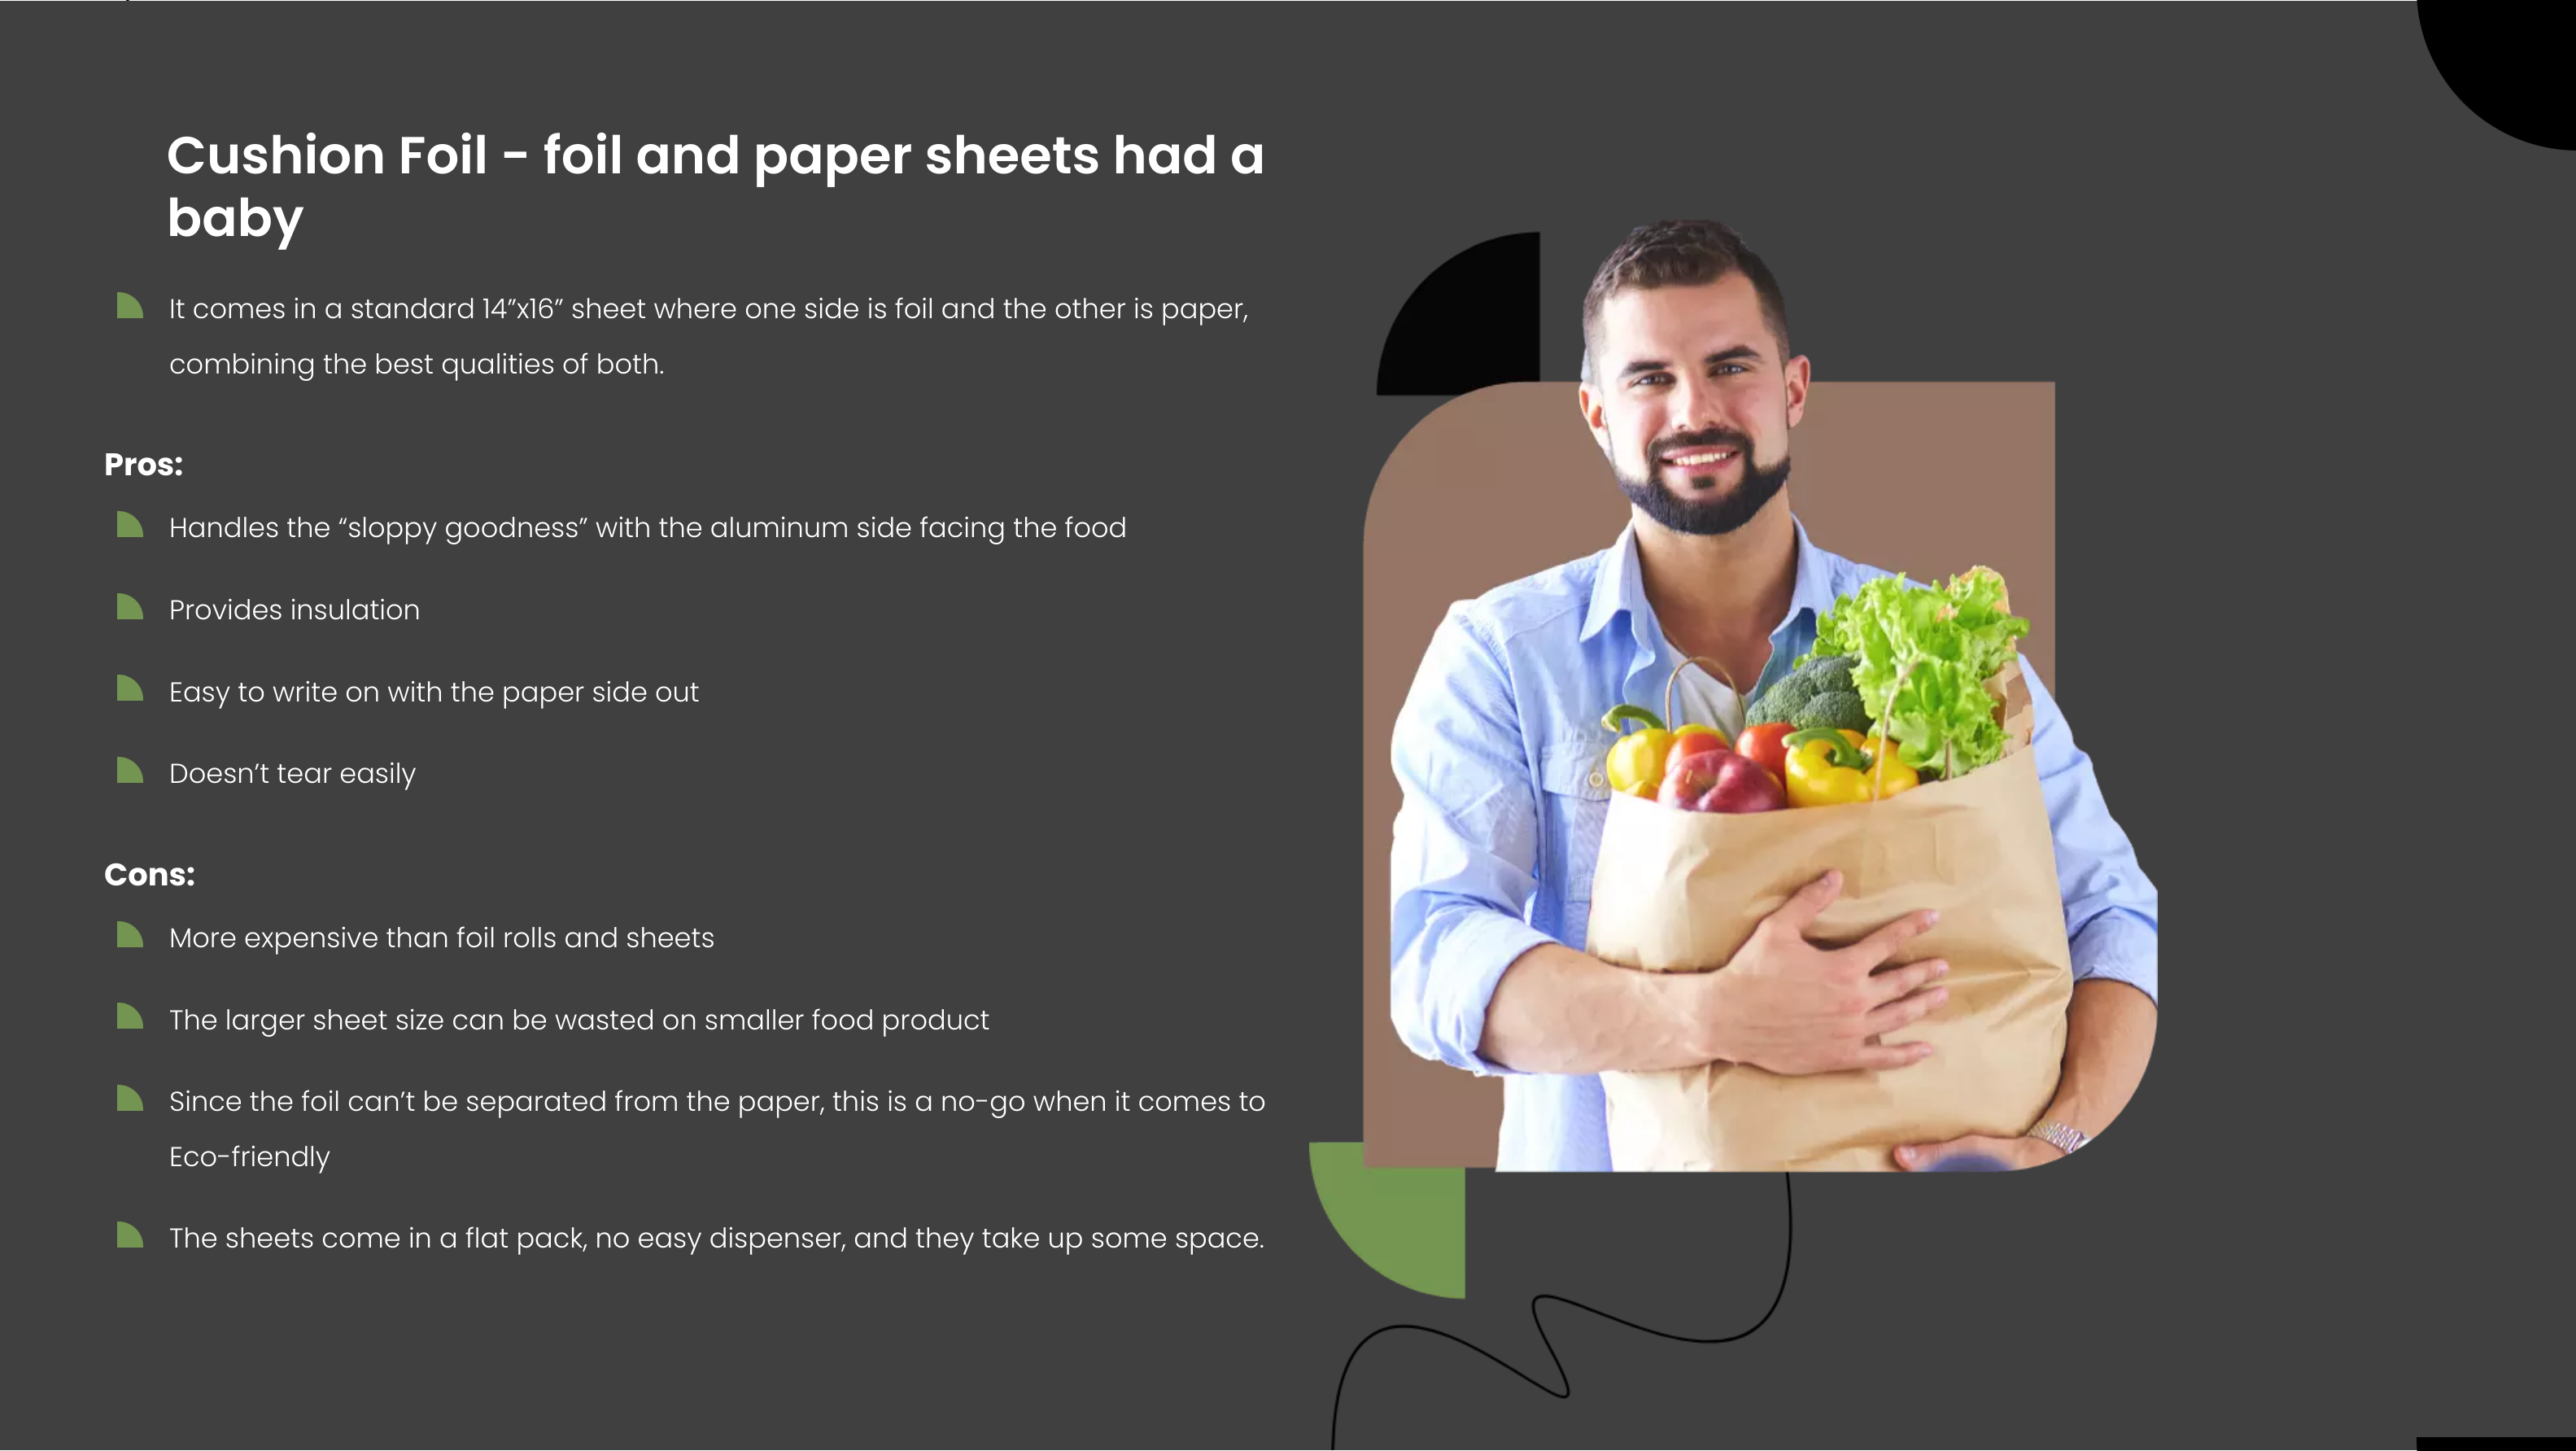 Cushion Foil - foil and paper sheets had a
baby
It comes in a standard 14”x16” sheet where one side is foil and the other is paper,
combining the best qualities of both.
Pros:
Handles the “sloppy goodness” with the aluminum side facing the food
Provides insulation
Easy to write on with the paper side out
Doesn’t tear easily
Cons:
More expensive than foil rolls and sheets
The larger sheet size can be wasted on smaller food product
Since the foil can’t be separated from the paper, this is a no-go when it comes to
Eco-friendly
The sheets come in a flat pack, no easy dispenser, and they take up some space.